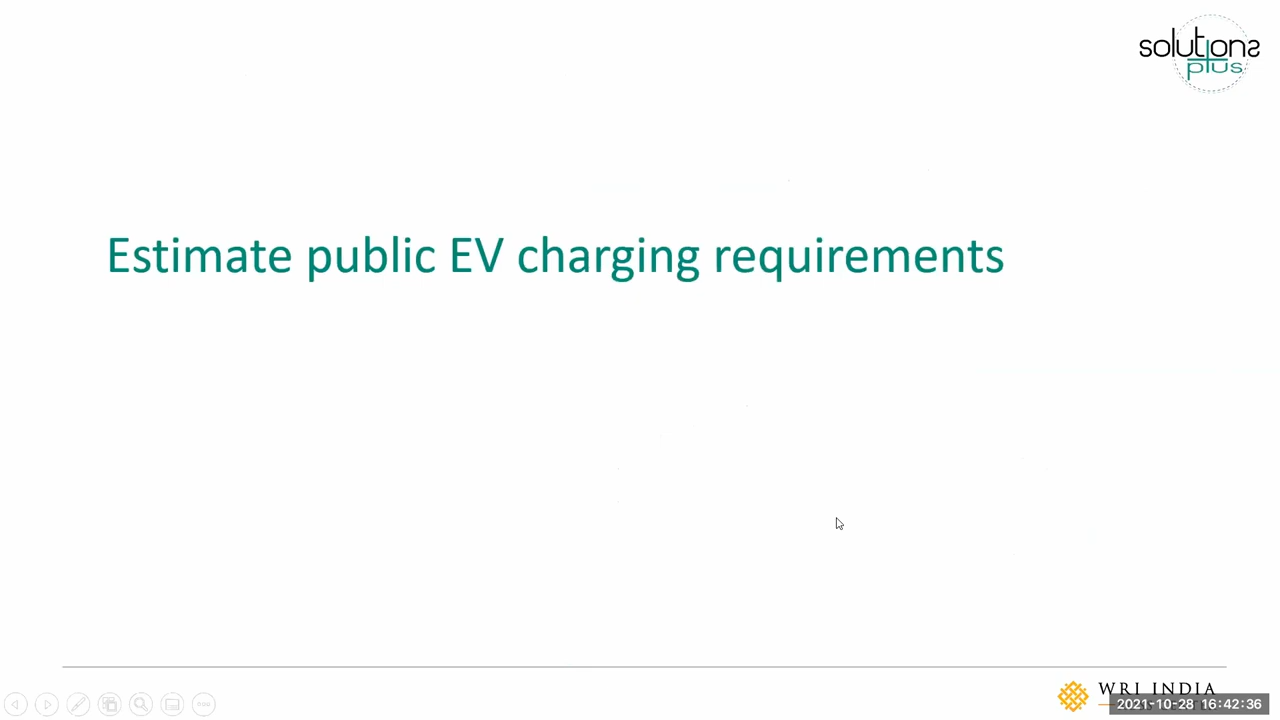 solutions
plus
Estimate public EV charging requirements
WRI INDIA
2021-10-28 16:42:36